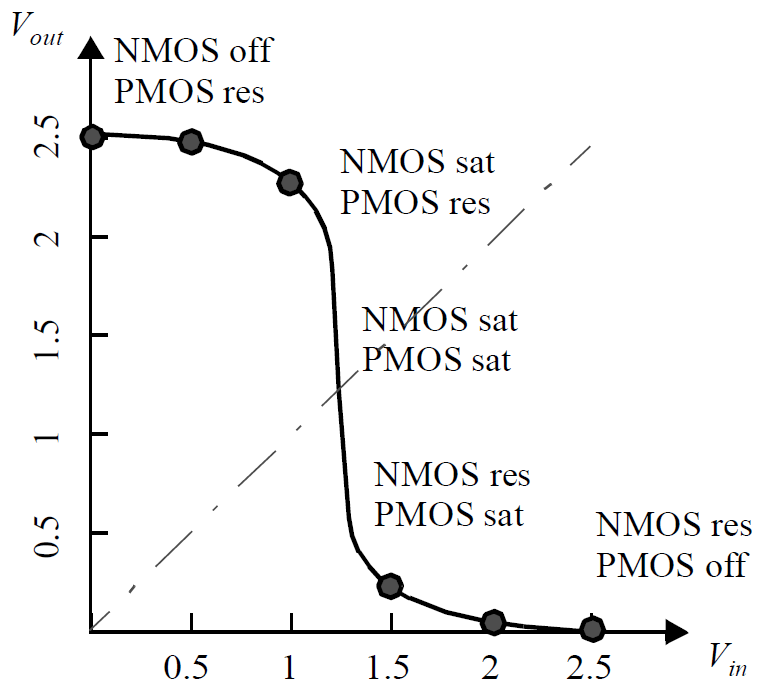 V_out
NMOS off
PMOS res
2.5
NMOS sat
PMOS res
2
NMOS sat
PMOS sat
1.5
1
NMOS res
PMOS sat
0.5
NMOS res
PMOS off
0.5 1 1.5 2 2.5
V_in